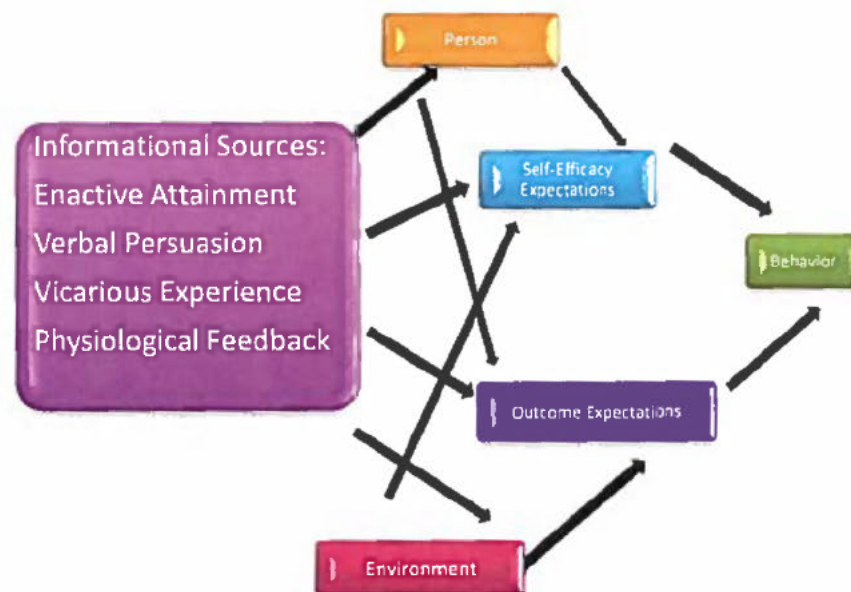 Person
Informational Sources:
Enactive Attainment
Verbal Persuasion
Vicarious Experience
Physiological Feedback
Self-Efficacy
Expectations
Behavior
Outcome Expectations
Environment